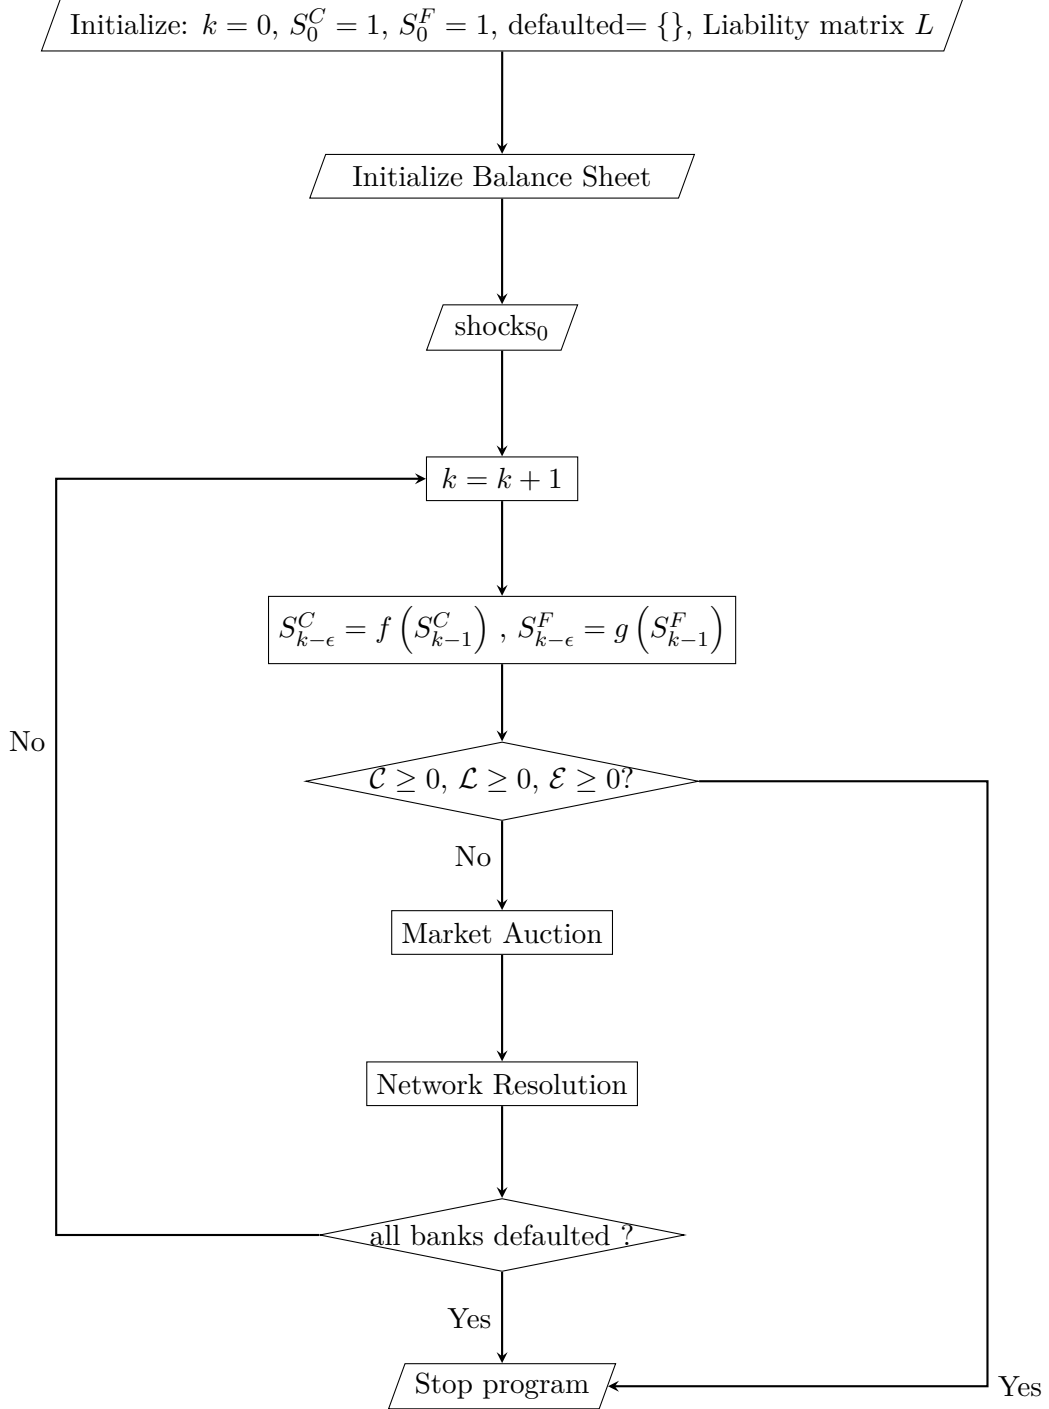 Initialize: k = 0, S_0^C = 1, S_0^F = 1, defaulted= {}, Liability matrix L
Initialize Balance Sheet
shocks_0
k = k + 1
S_{k−ϵ}^C = f (S_{k−1}^C) , S_{k−ϵ}^F = g (S_{k−1}^F)
No
𝒞 ≥ 0, ℒ ≥ 0, ℰ ≥ 0?
No
Market Auction
Network Resolution
all banks defaulted ?
Yes
Stop program
Yes